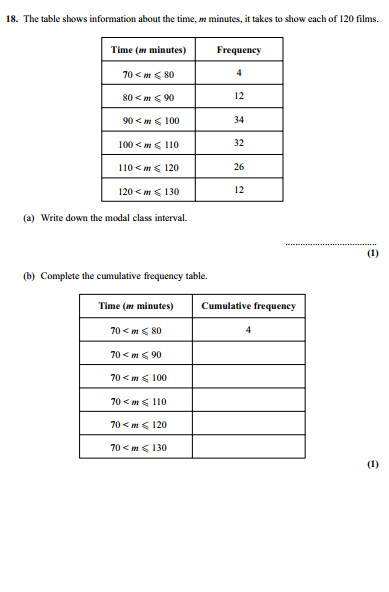 18. The table shows information about the time, m minutes, it takes to show each of 120 films.
Time (m minutes) Frequency
70 < m ⩽ 80 4
80 < m ⩽ 90 12
90 < m ⩽ 100 34
100 < m ⩽ 110 32
110 < m ⩽ 120 26
120 < m ⩽ 130 12
(a) Write down the modal class interval.
(1)
(b) Complete the cumulative frequency table.
Time (m minutes) Cumulative frequency
70 < m ⩽ 80 4
70 < m ⩽ 90
70 < m ⩽ 100
70 < m ⩽ 110
70 < m ⩽ 120
70 < m ⩽ 130
(1)